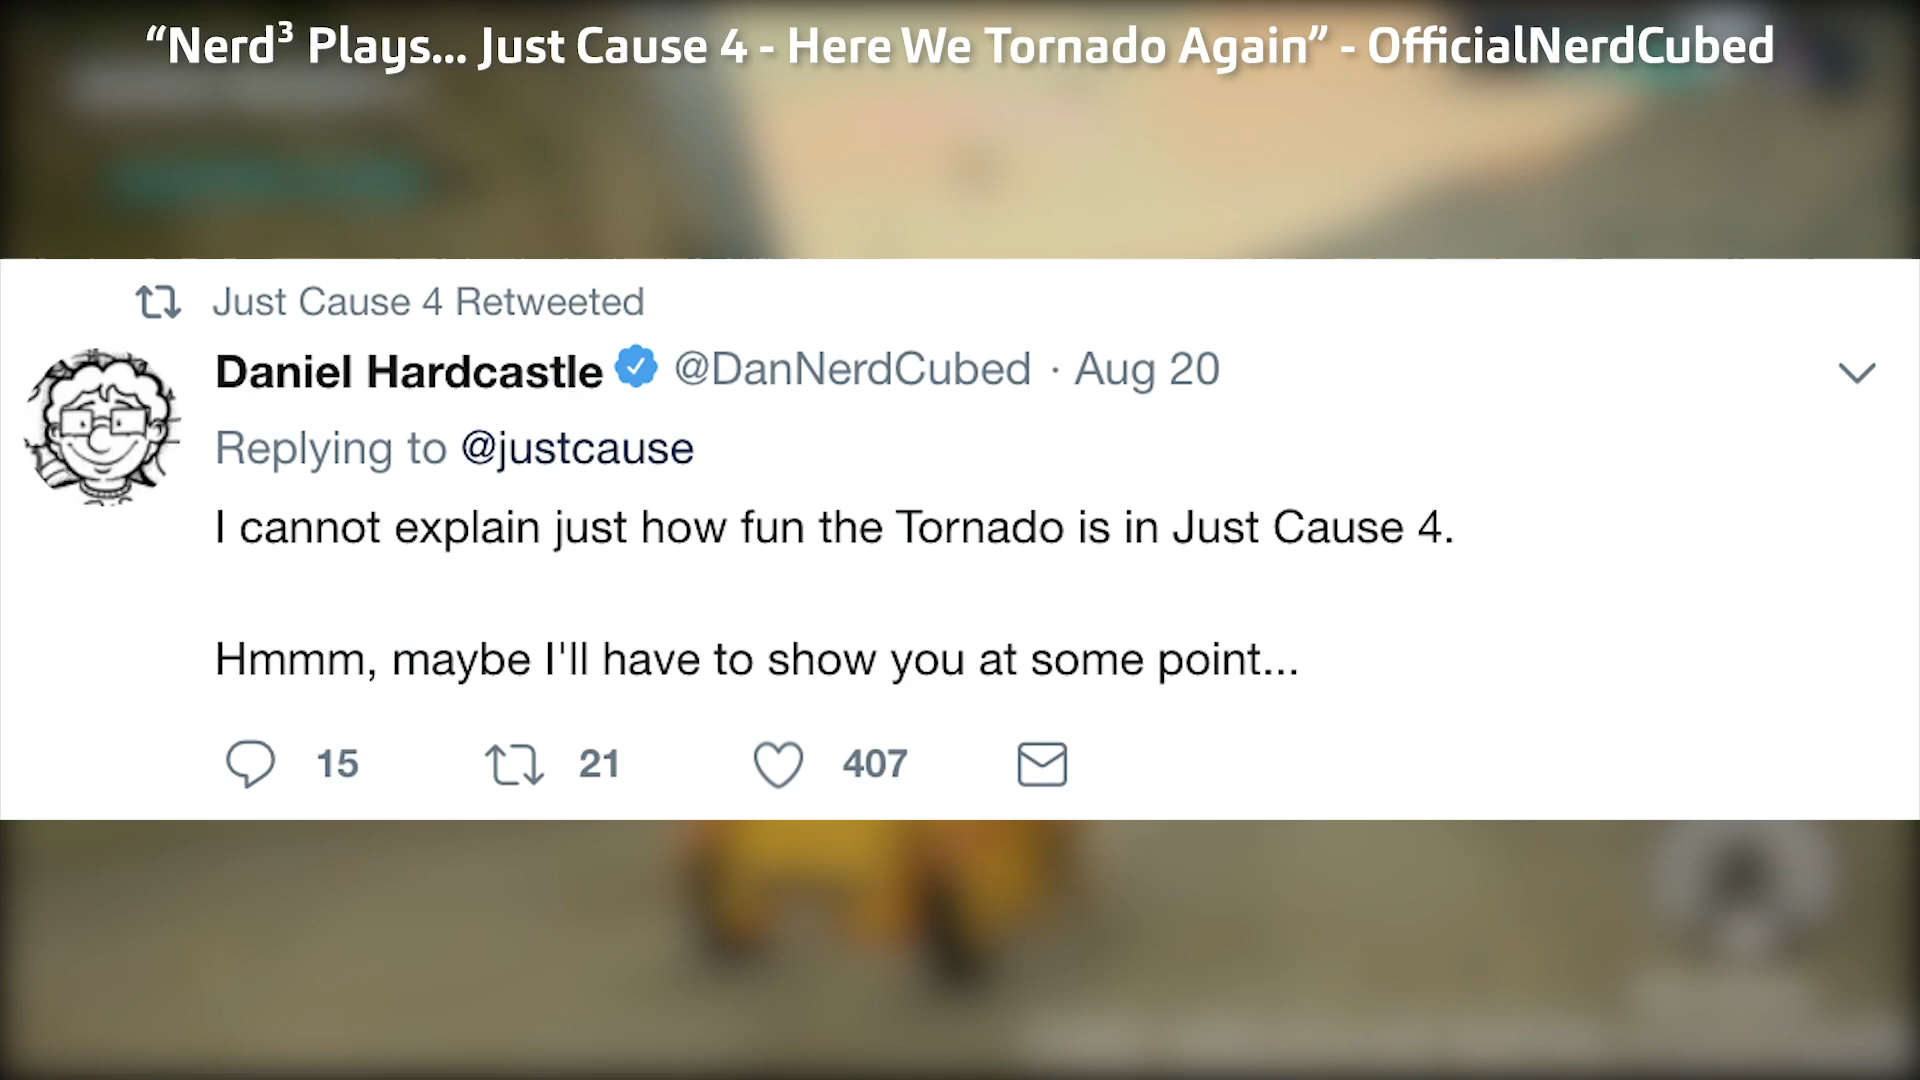 “Nerd³ Plays... Just Cause 4 - Here We Tornado Again” - OfficialNerdCubed
Just Cause 4 Retweeted
Daniel Hardcastle @DanNerdCubed · Aug 20
Replying to @justcause
I cannot explain just how fun the Tornado is in Just Cause 4.
Hmmm, maybe I'll have to show you at some point...
15 21 407